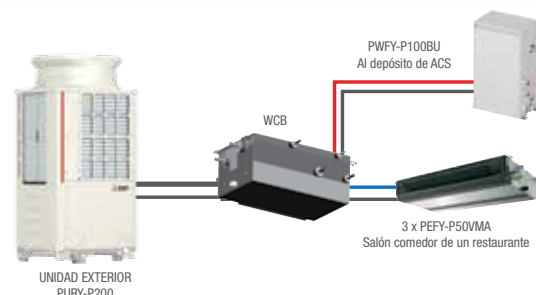 PWFY-P100BU
Al depósito de ACS
WCB
3 x PEFY-P50VMA
Salón comedor de un restaurante
UNIDAD EXTERIOR
PURY-P200